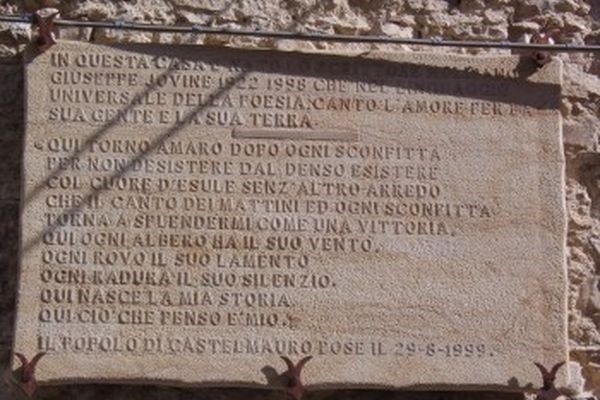 IN QUESTA CASA
GIUSEPPE JOVINE 1922 1998 CHE NEL LINGUAGGIO
UNIVERSALE DELLA POESIA, CANTO L'AMORE PER LA
SUA GENTE E LA SUA TERRA.
QUI TORNO AMARO DOPO OGNI SCONFITTA
PER NON DESISTERE DAL DENSO ESISTERE
COL CUORE D'ESULE SENZ'ALTRO ARREDO
CHE IL CANTO DEI MATTINI ED OGNI SCONFITTA
TORNA A SPLENDERMI COME UNA VITTORIA.
QUI OGNI ALBERO HA IL SUO VENTO,
OGNI ROVO IL SUO LAMENTO
OGNI RADURA IL SUO SILENZIO.
QUI NASCE LA MIA STORIA
QUI CIO' CHE PENSO E' MIO.
IL POPOLO DI CASTELMAURO POSE IL 29-8-1999.